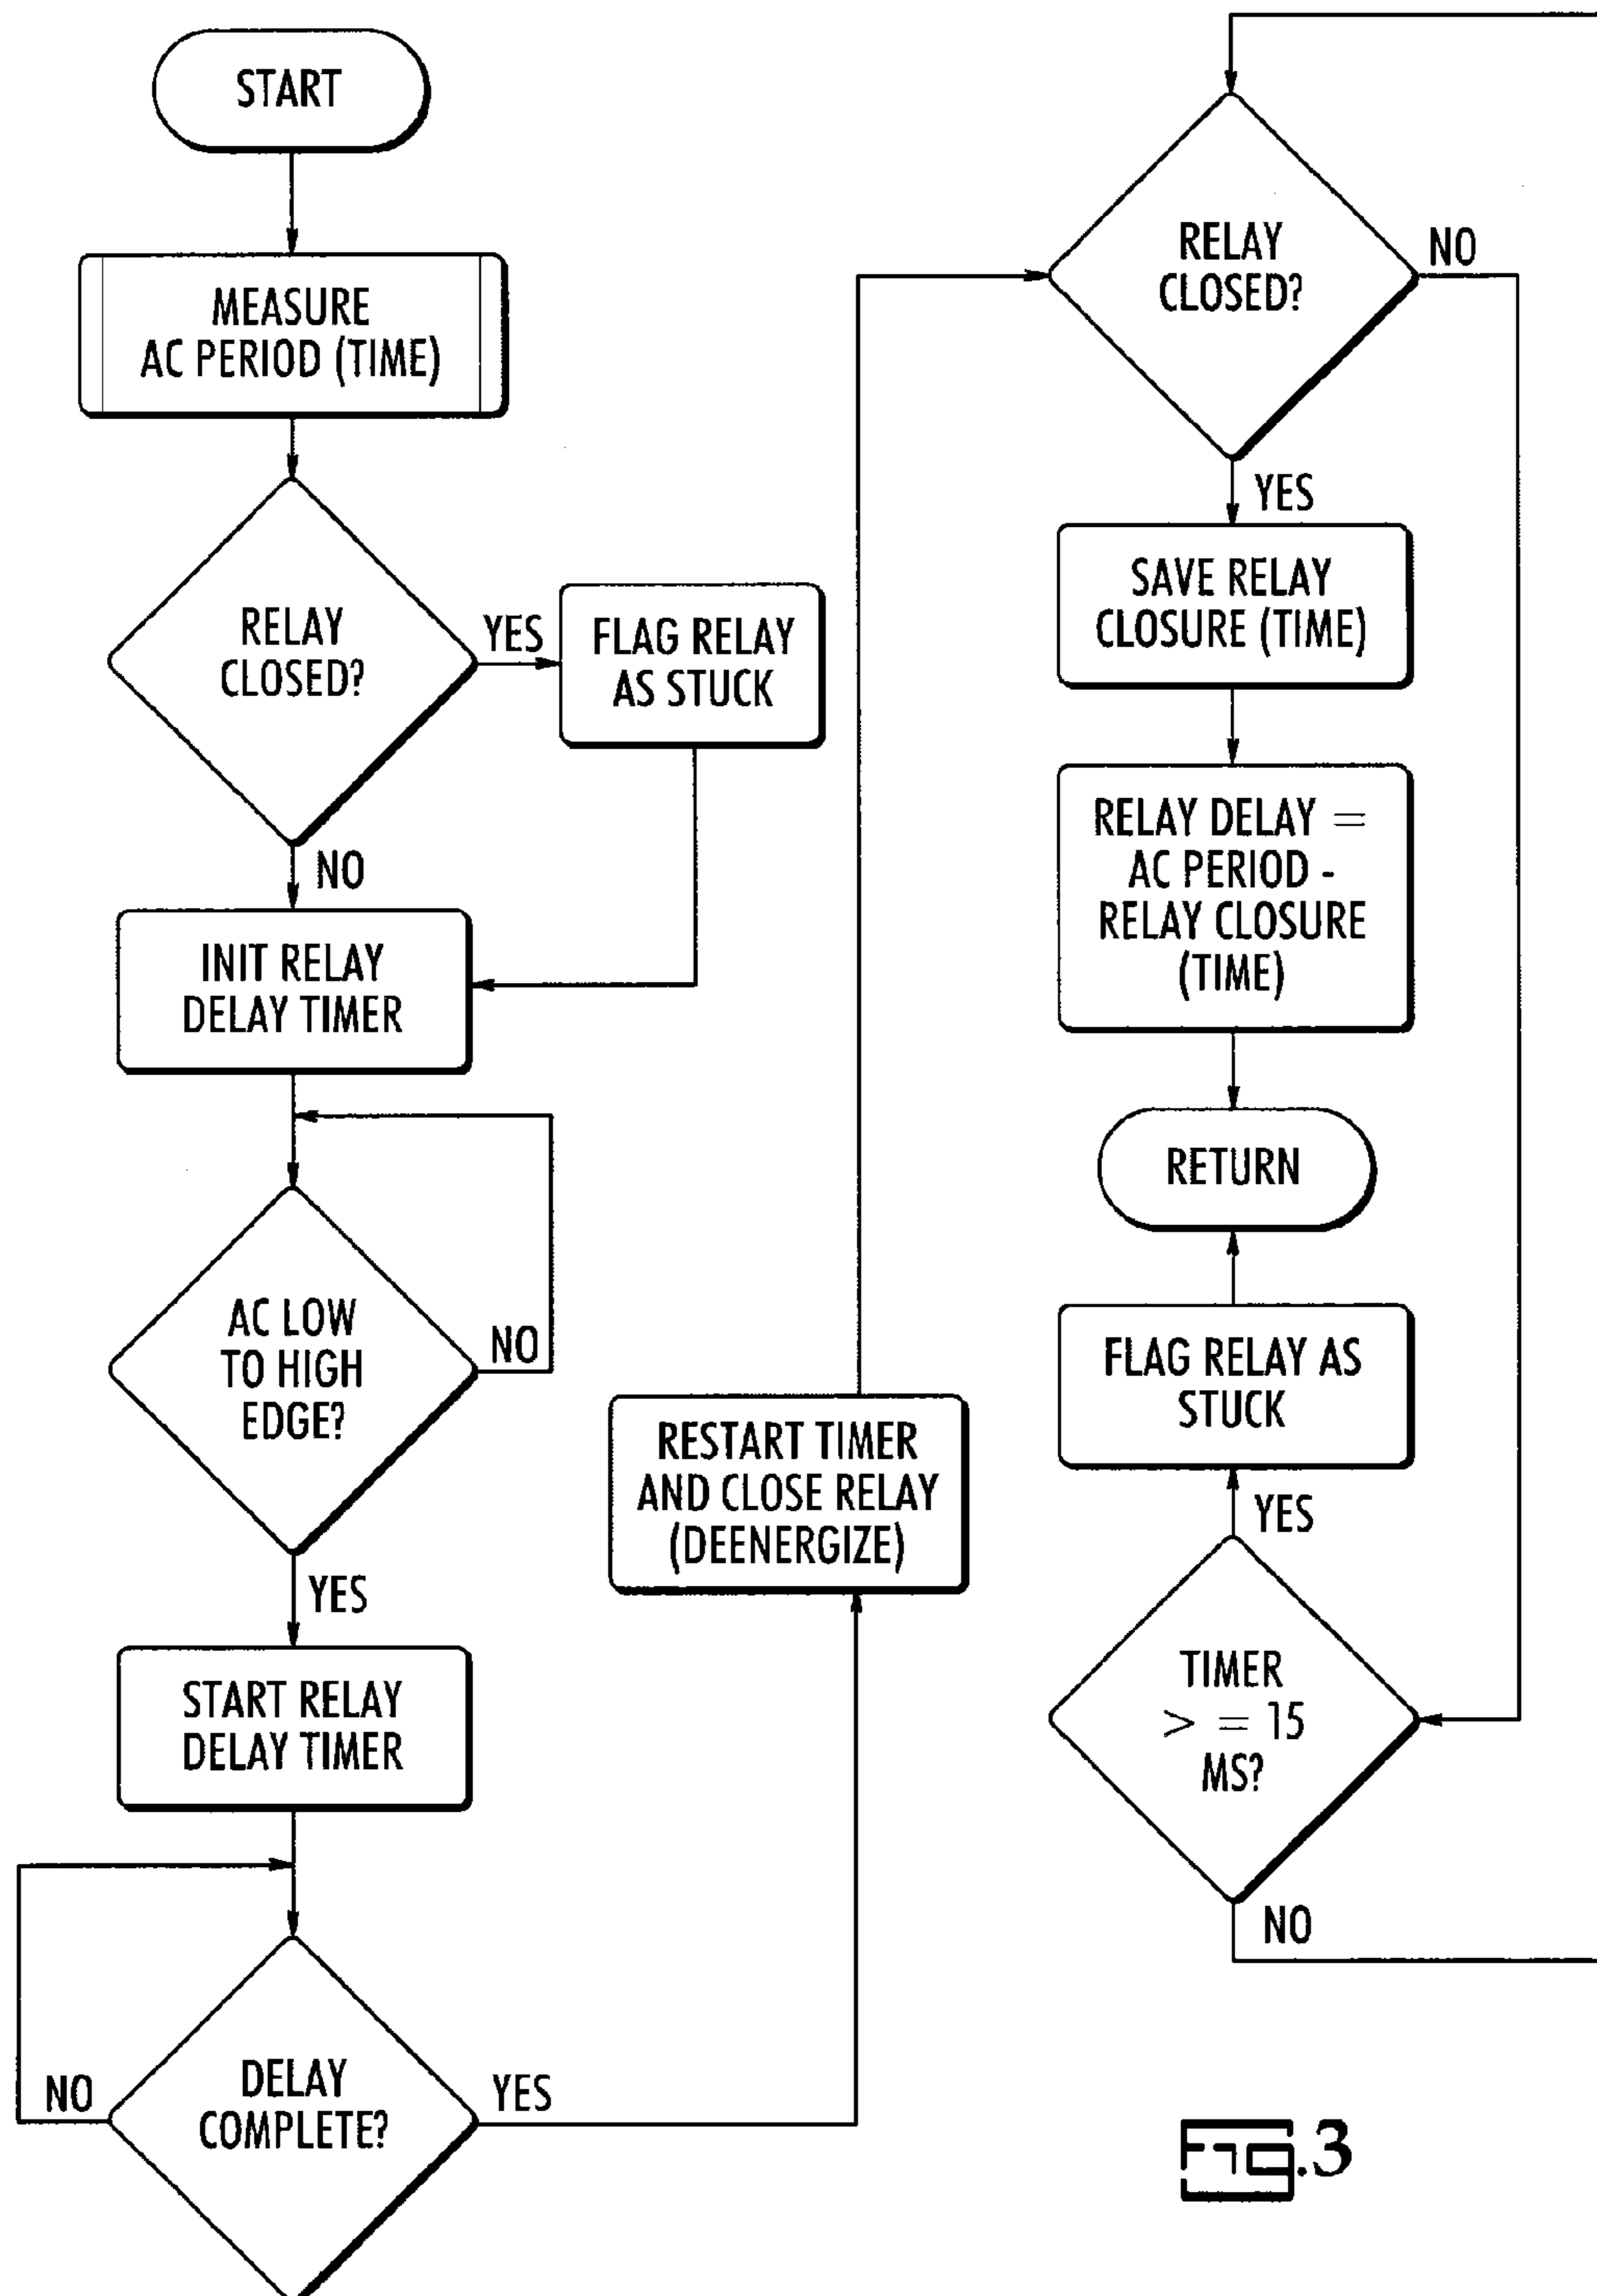 START
MEASURE
AC PERIOD (TIME)
RELAY
CLOSED?
YES
FLAG RELAY
AS STUCK
NO
INIT RELAY
DELAY TIMER
AC LOW
TO HIGH
EDGE?
NO
YES
START RELAY
DELAY TIMER
DELAY
COMPLETE?
NO
YES
RESTART TIMER
AND CLOSE RELAY
(DEENERGIZE)
RELAY
CLOSED?
NO
YES
SAVE RELAY
CLOSURE (TIME)
RELAY DELAY =
AC PERIOD -
RELAY CLOSURE
(TIME)
RETURN
FLAG RELAY AS
STUCK
YES
TIMER
> = 15
MS?
NO
Fig.3